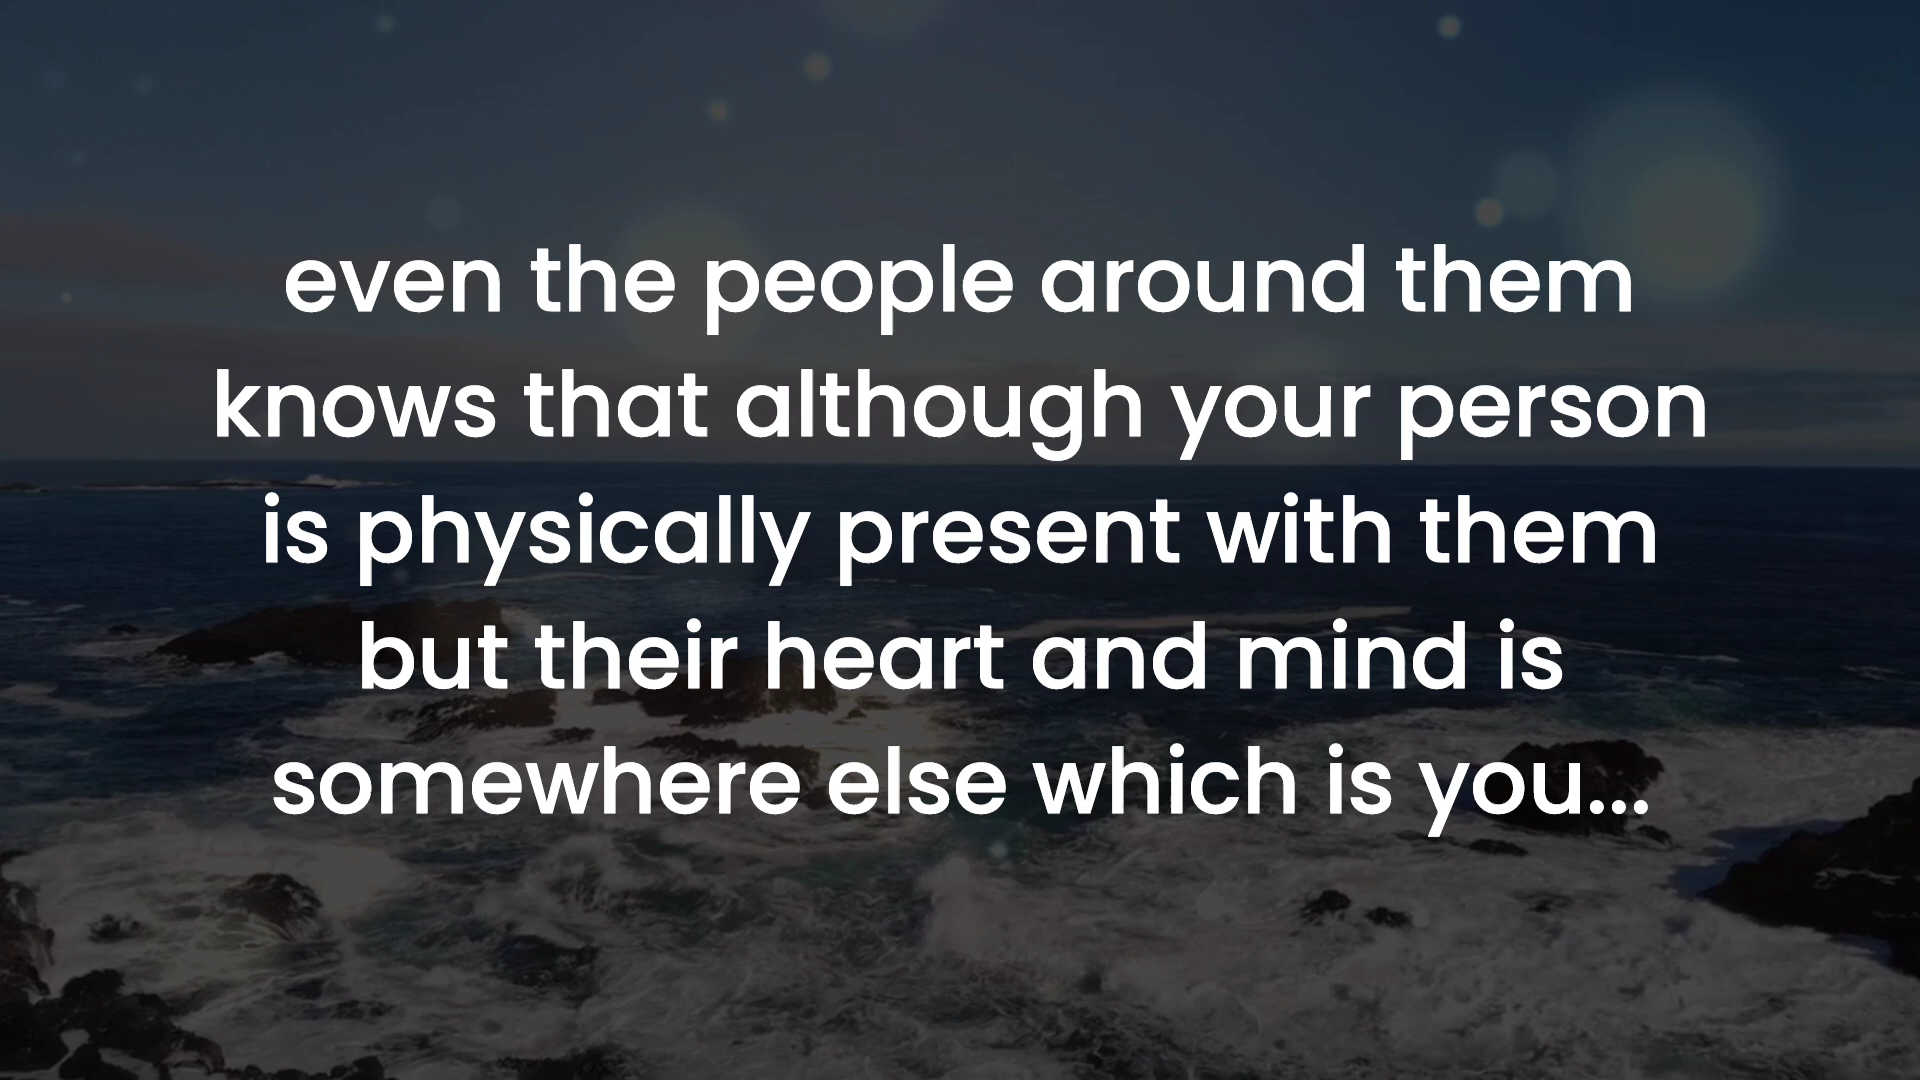 even the people around them
knows that although your person
is physically present with them
but their heart and mind is
somewhere else which is you...